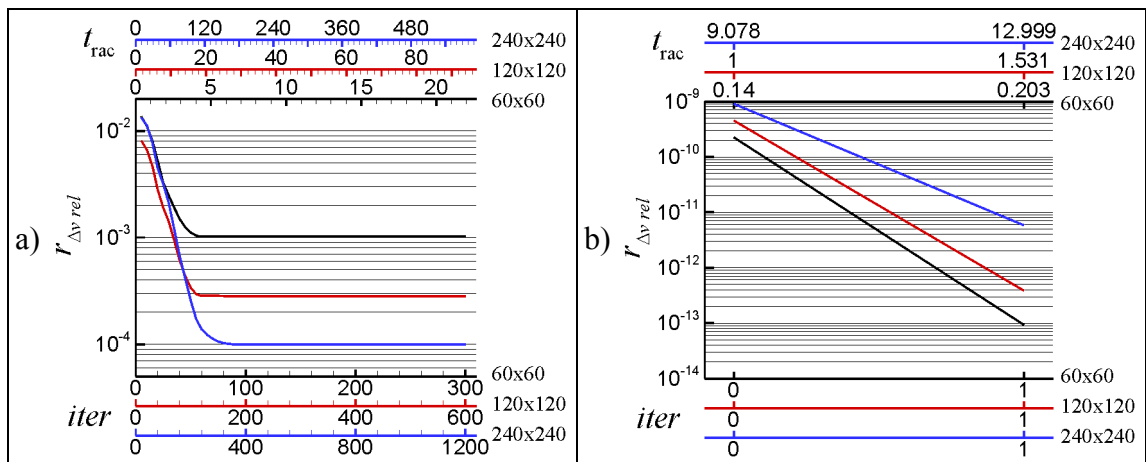 a)
t rac
0 120 240 360 480
240x240
0 20 40 60 80
120x120
0 5 10 15 20
60x60
r Δv rel
10-2
10-3
10-4
60x60
0 100 200 300
iter
120x120
0 200 400 600
240x240
0 400 800 1200
b)
t rac
9.078 12.999
240x240
1 1.531
120x120
0.14 0.203
60x60
r Δv rel
10-9
10-10
10-11
10-12
10-13
10-14
60x60
0 1
iter
120x120
0 1
240x240
0 1